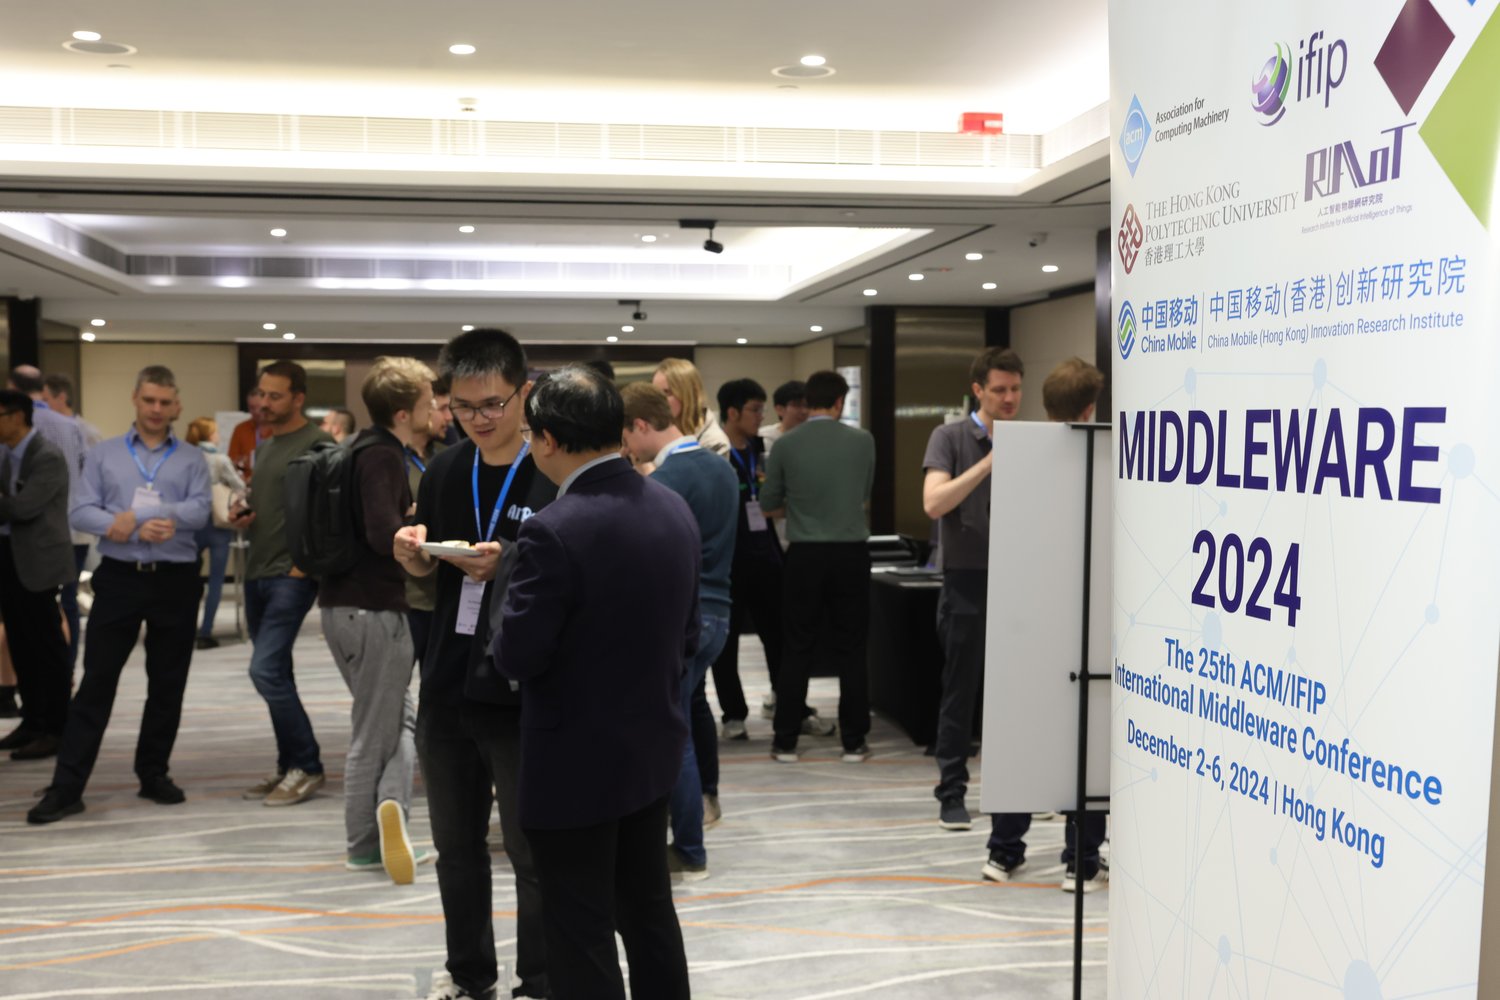 ifip
acm
Association for
Computing Machinery
RIAIoT
人工智能物聯網研究院
Research Institute for Artificial Intelligence of Things
THE HONG KONG
POLYTECHNIC UNIVERSITY
香港理工大學
中国移动
China Mobile
中国移动(香港)创新研究院
China Mobile (Hong Kong) Innovation Research Institute
MIDDLEWARE
2024
The 25th ACM/IFIP
International Middleware Conference
December 2-6, 2024 | Hong Kong